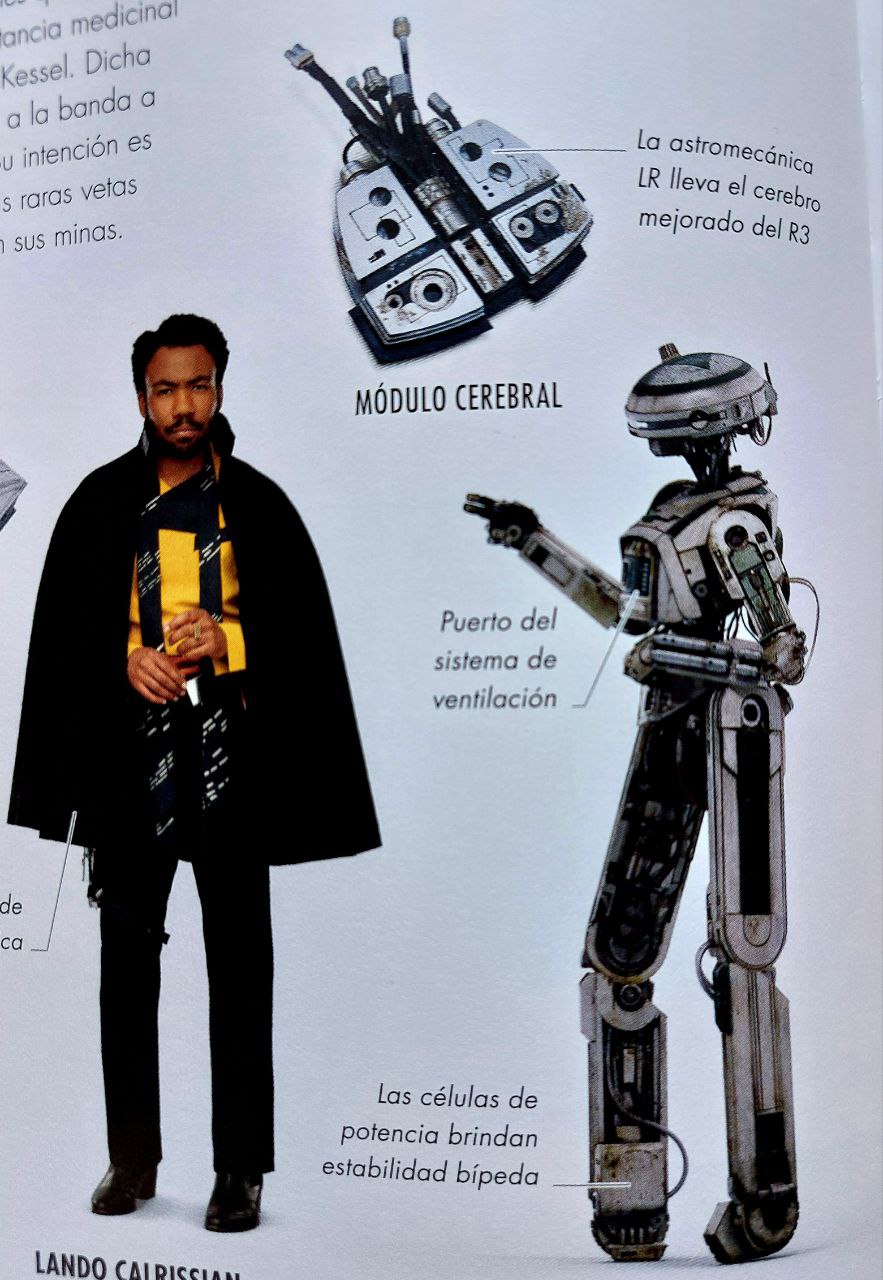 medicinal
Kessel. Dicha
a la banda a
intención es
s raras vetas
sus minas.
La astromecánica
LR lleva el cerebro
mejorado del R3
MÓDULO CEREBRAL
Puerto del
sistema de
ventilación
de
ca
Las células de
potencia brindan
estabilidad bípeda
LANDO CALRISSIAN